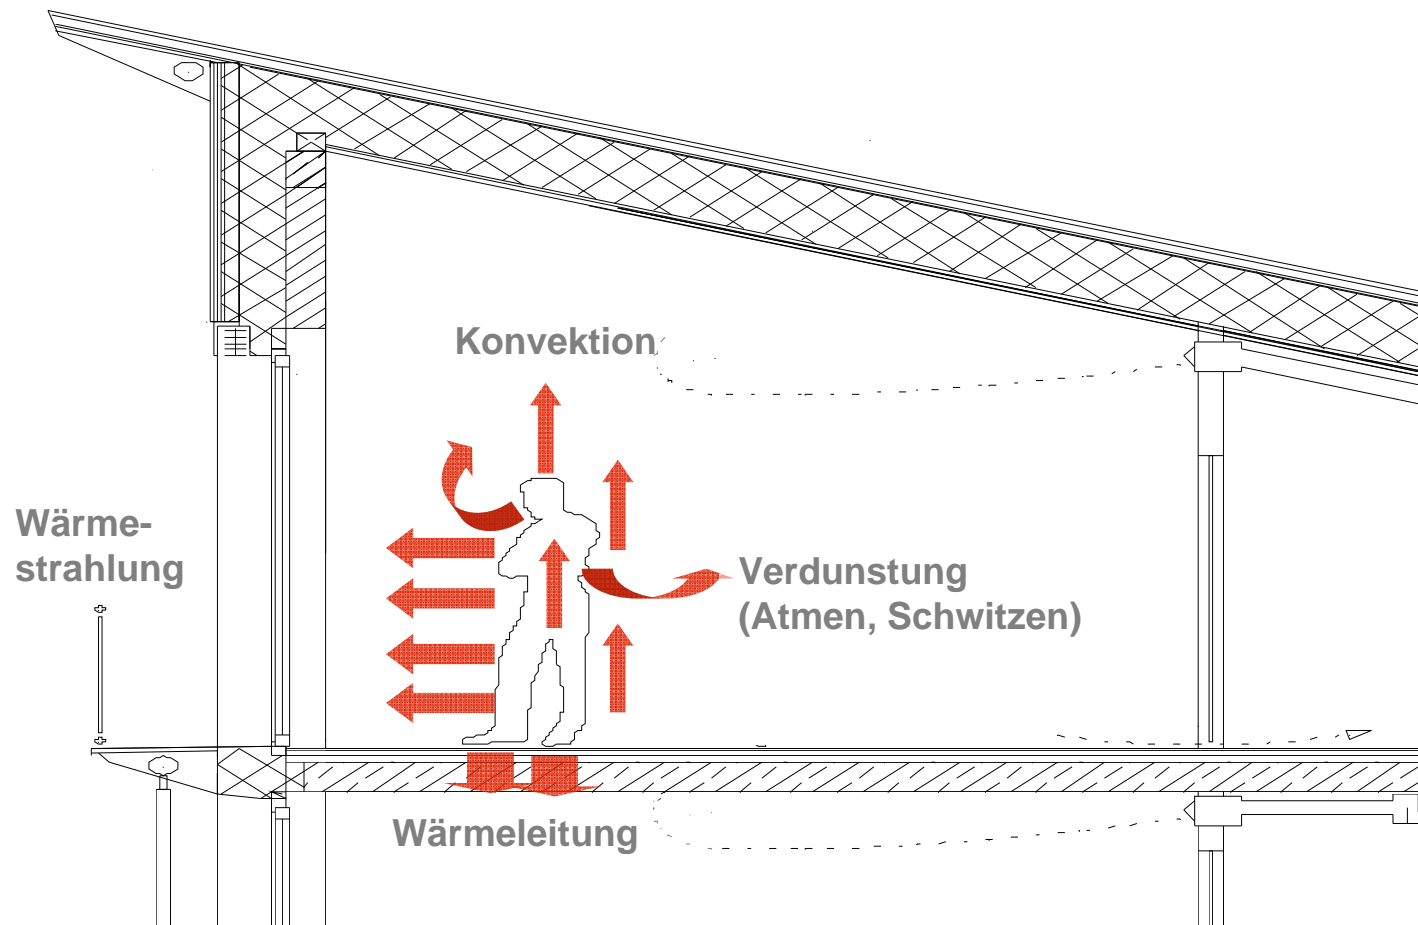 Konvektion
Wärme-
strahlung
Verdunstung
(Atmen, Schwitzen)
Wärmeleitung